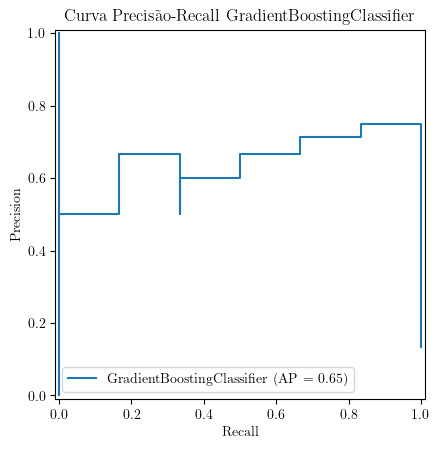 Curva Precisão-Recall GradientBoostingClassifier
1.0
0.8
0.6
0.4
0.2
0.0
Precision
GradientBoostingClassifier (AP = 0.65)
0.0 0.2 0.4 0.6 0.8 1.0
Recall